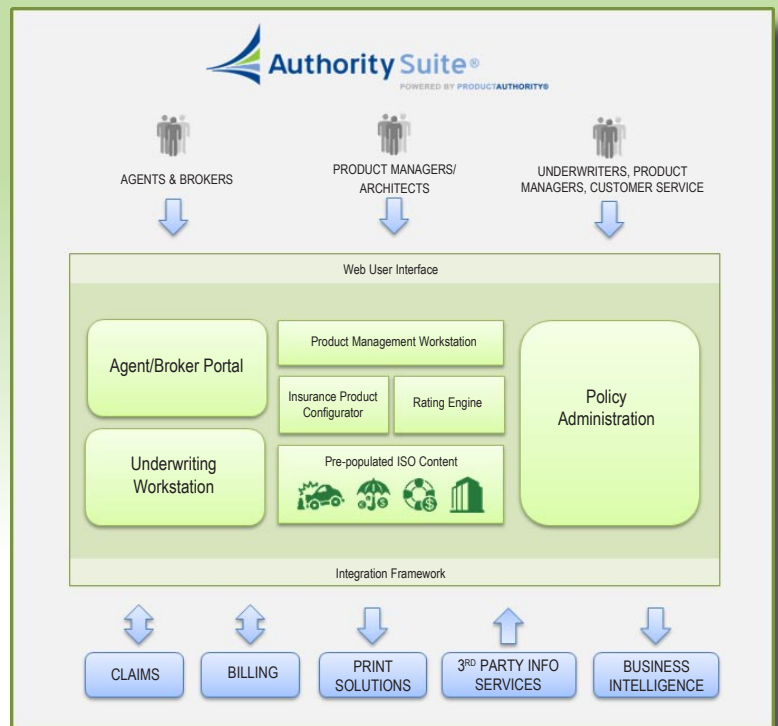 Authority Suite®
POWERED BY PRODUCTAUTHORITY®
AGENTS & BROKERS
PRODUCT MANAGERS/
ARCHITECTS
UNDERWRITERS, PRODUCT
MANAGERS, CUSTOMER SERVICE
Web User Interface
Agent/Broker Portal
Underwriting
Workstation
Product Management Workstation
Insurance Product
Configurator
Rating Engine
Pre-populated ISO Content
Policy
Administration
Integration Framework
CLAIMS
BILLING
PRINT
SOLUTIONS
3RD PARTY INFO
SERVICES
BUSINESS
INTELLIGENCE